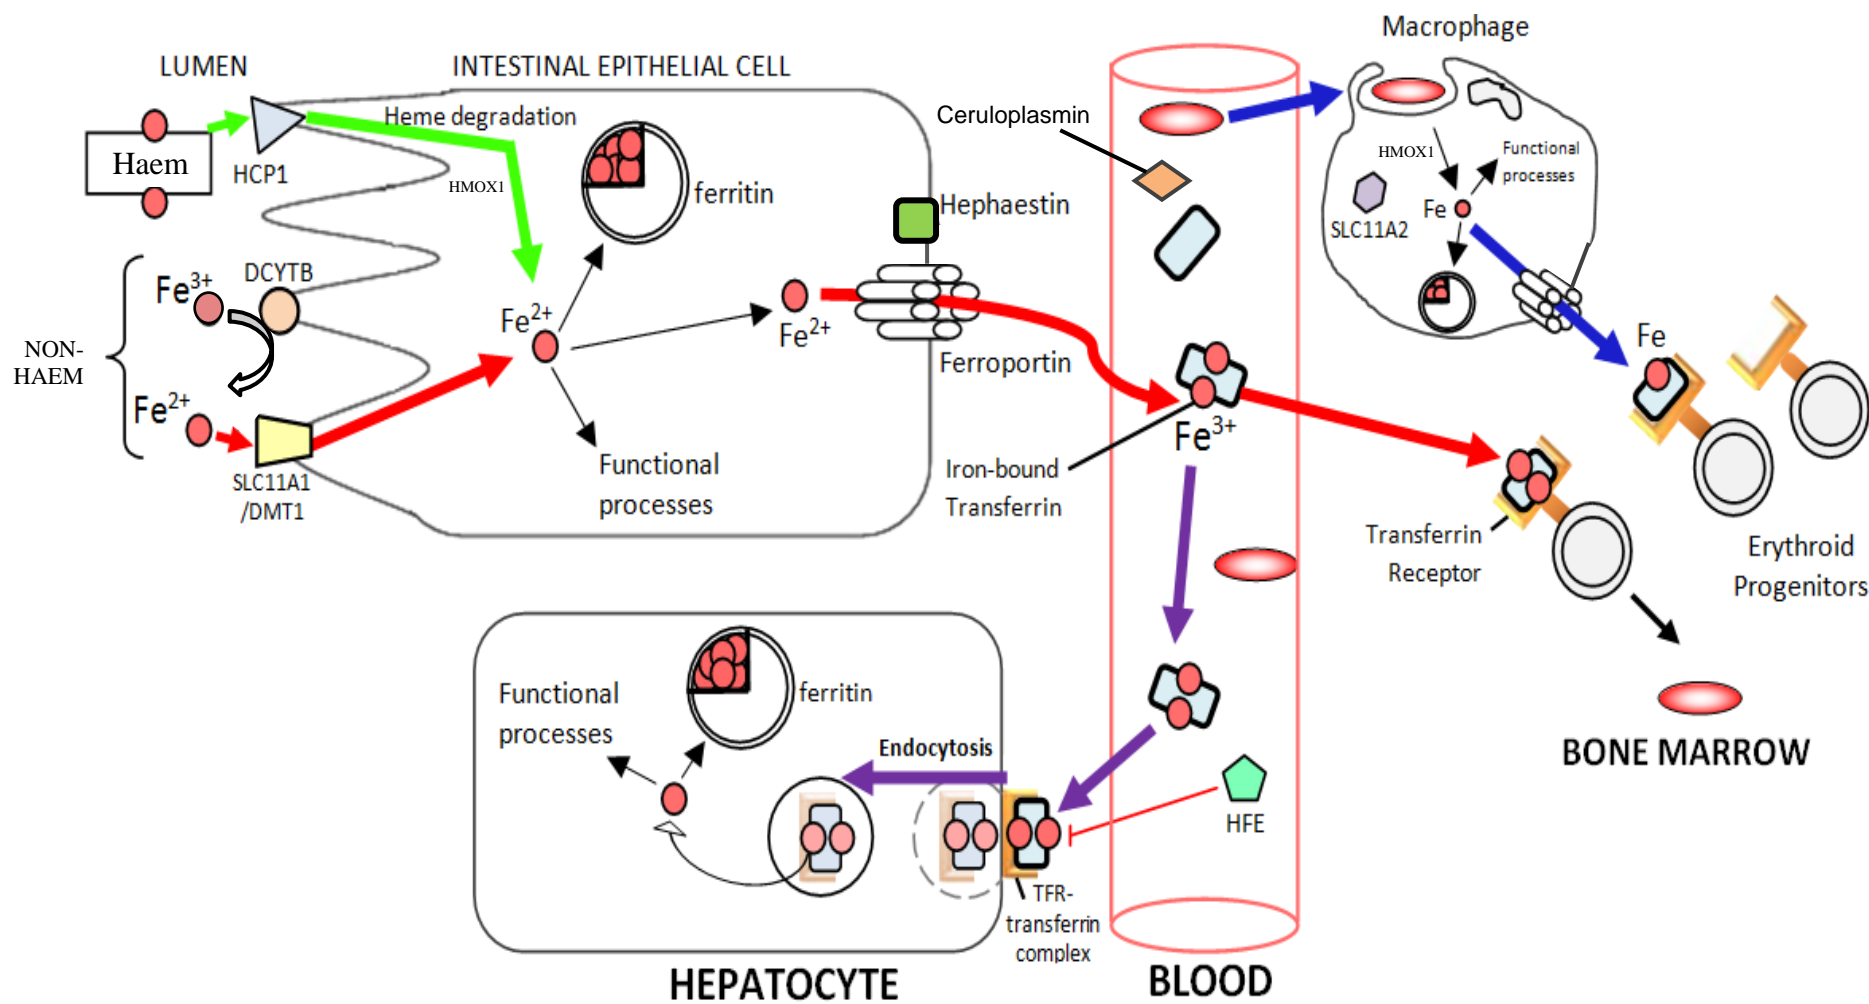 LUMEN
INTESTINAL EPITHELIAL CELL
Macrophage
Haem
HCP1
Heme degradation
HMOX1
ferritin
Hephaestin
Ceruloplasmin
HMOX1
Functional
processes
Fe
SLC11A2
NON-
HAEM
Fe3+
DCYTB
Fe2+
SLC11A1
/DMT1
Fe2+
Fe2+
Functional
processes
Ferroportin
Fe3+
Iron-bound
Transferrin
Fe
Transferrin
Receptor
Erythroid
Progenitors
BONE MARROW
Functional
processes
ferritin
Endocytosis
HFE
TFR-
transferrin
complex
HEPATOCYTE
BLOOD